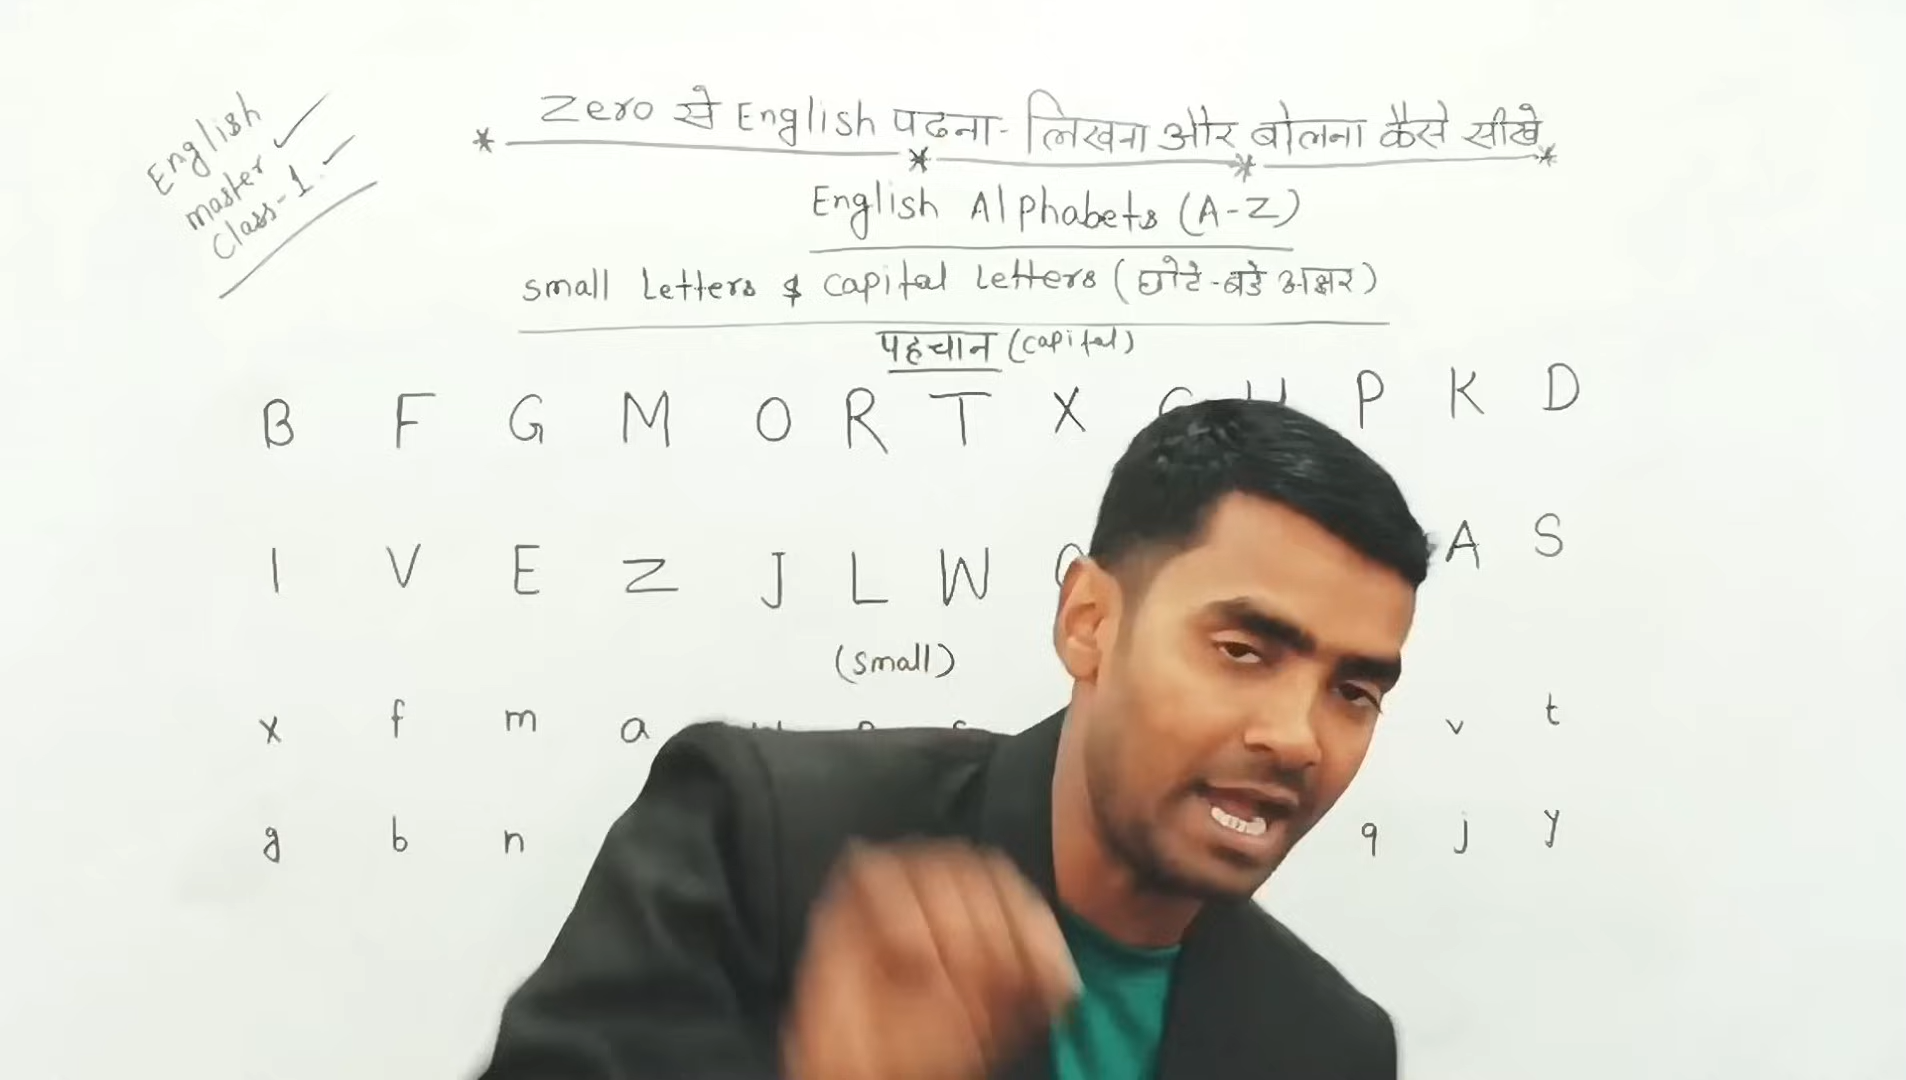 English
master
Class-1.
Zero से English पढना - लिखना और बोलना कैसे सीखे
English Alphabets (A-Z)
small Letters & Capital Letters (छोटे-बडे अक्षर)
पहचान (Capital)
B F G M O R T X P K D
I V E Z J L W A S
(small)
x f m a v t
g b n q j y